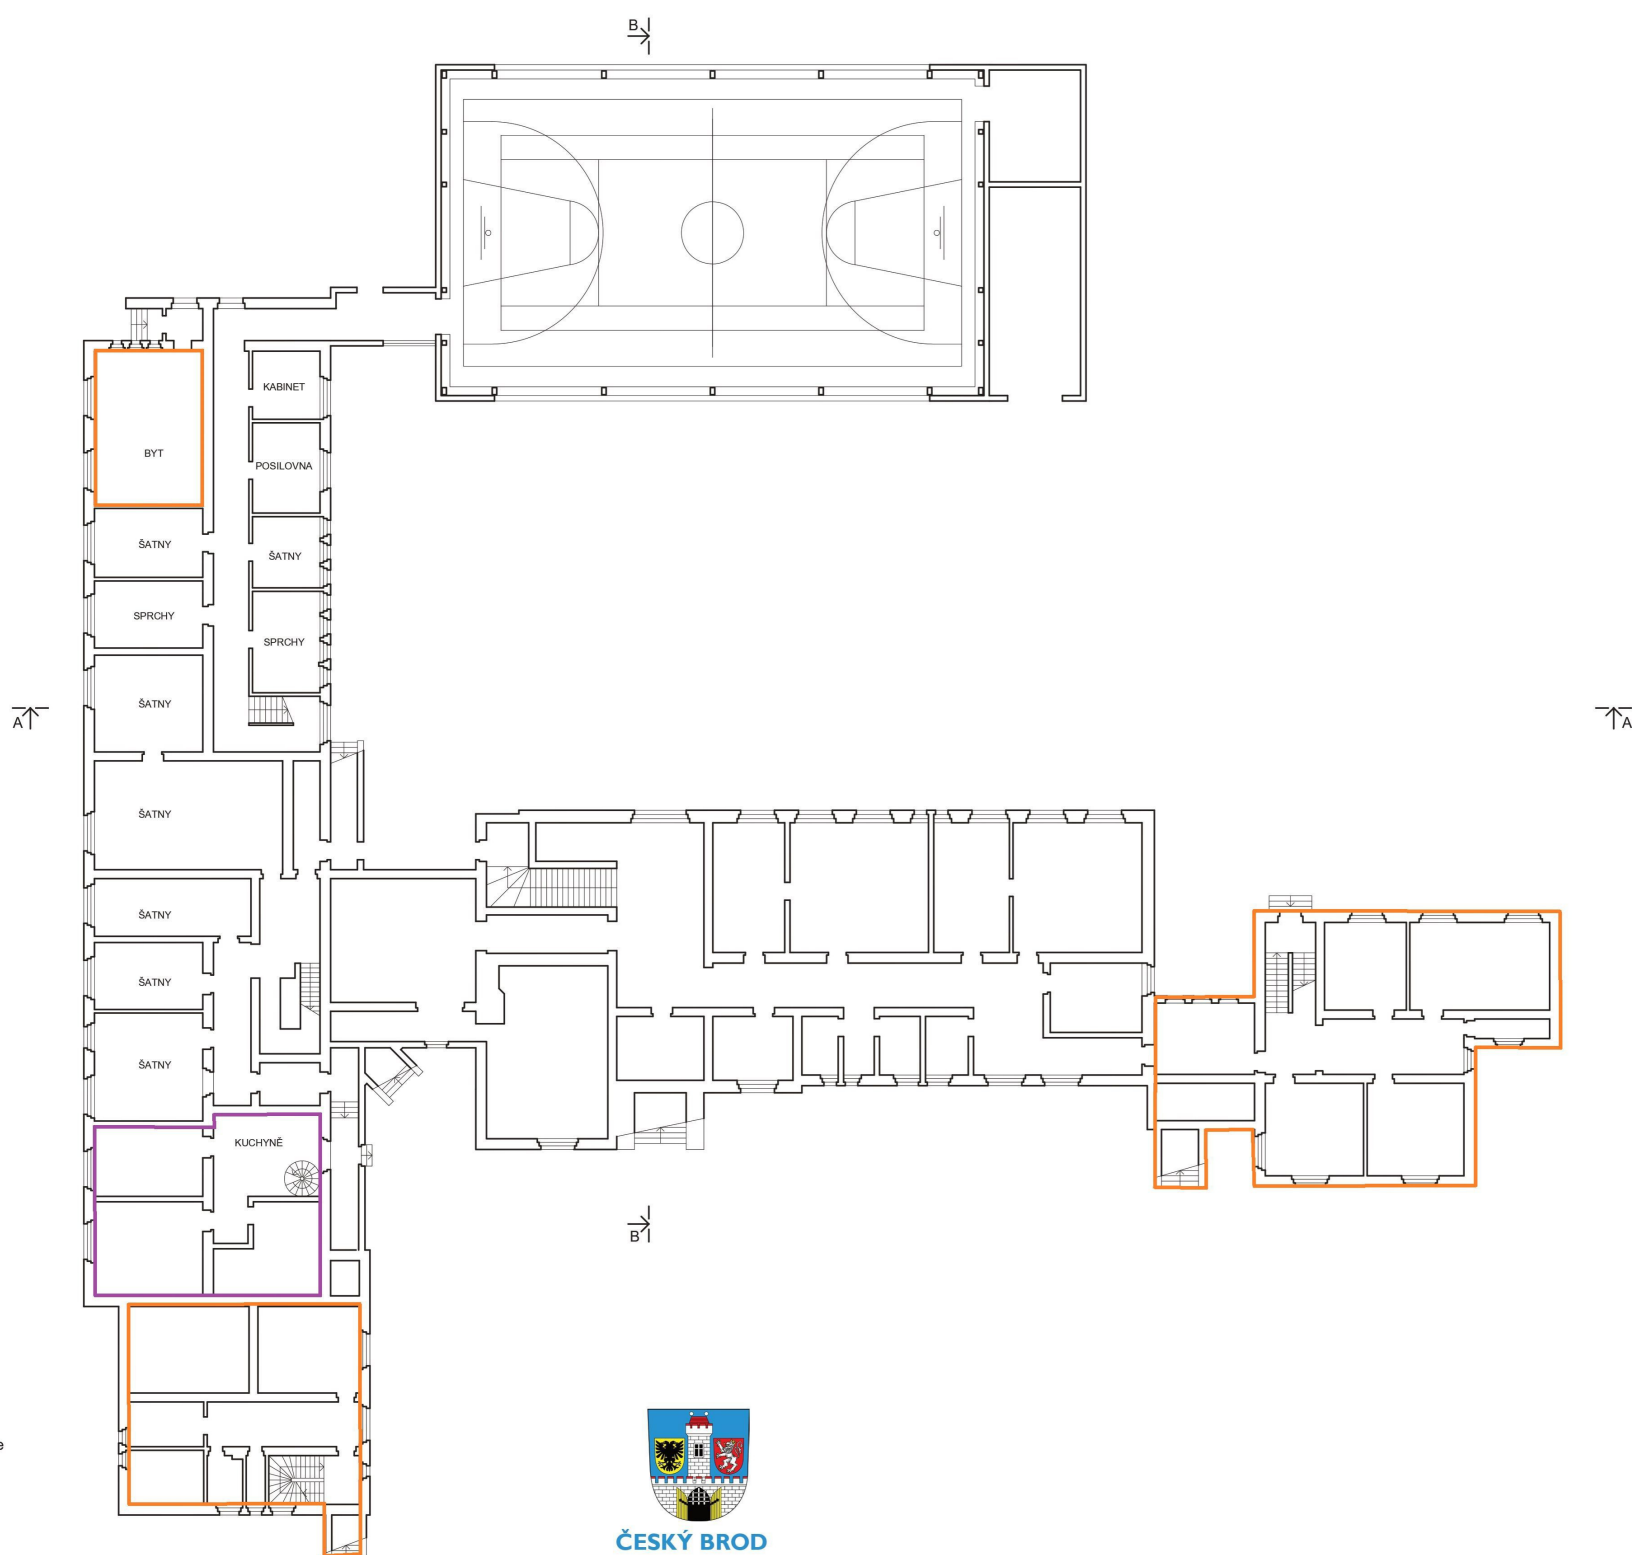 B
KABINET
BYT
POSILOVNA
ŠATNY
ŠATNY
SPRCHY
SPRCHY
ŠATNY
A
A
ŠATNY
ŠATNY
ŠATNY
ŠATNY
KUCHYNĚ
B
e
ČESKÝ BROD